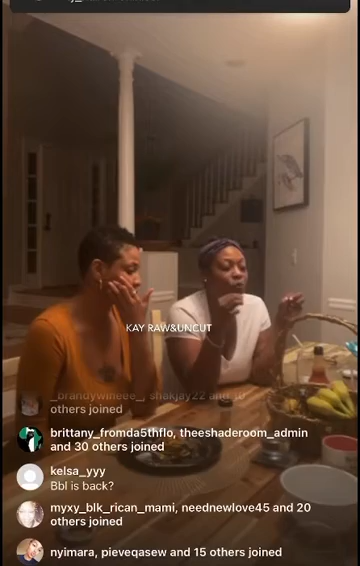 KAY RAW&UNCUT
_brandywineee_, shakjay22 and 10
others joined
brittany_fromda5thflo, theeshaderoom_admin
and 30 others joined
kelsa_yyy
Bbl is back?
myxy_blk_rican_mami, neednewlove45 and 20
others joined
nyimara, pieveqasew and 15 others joined